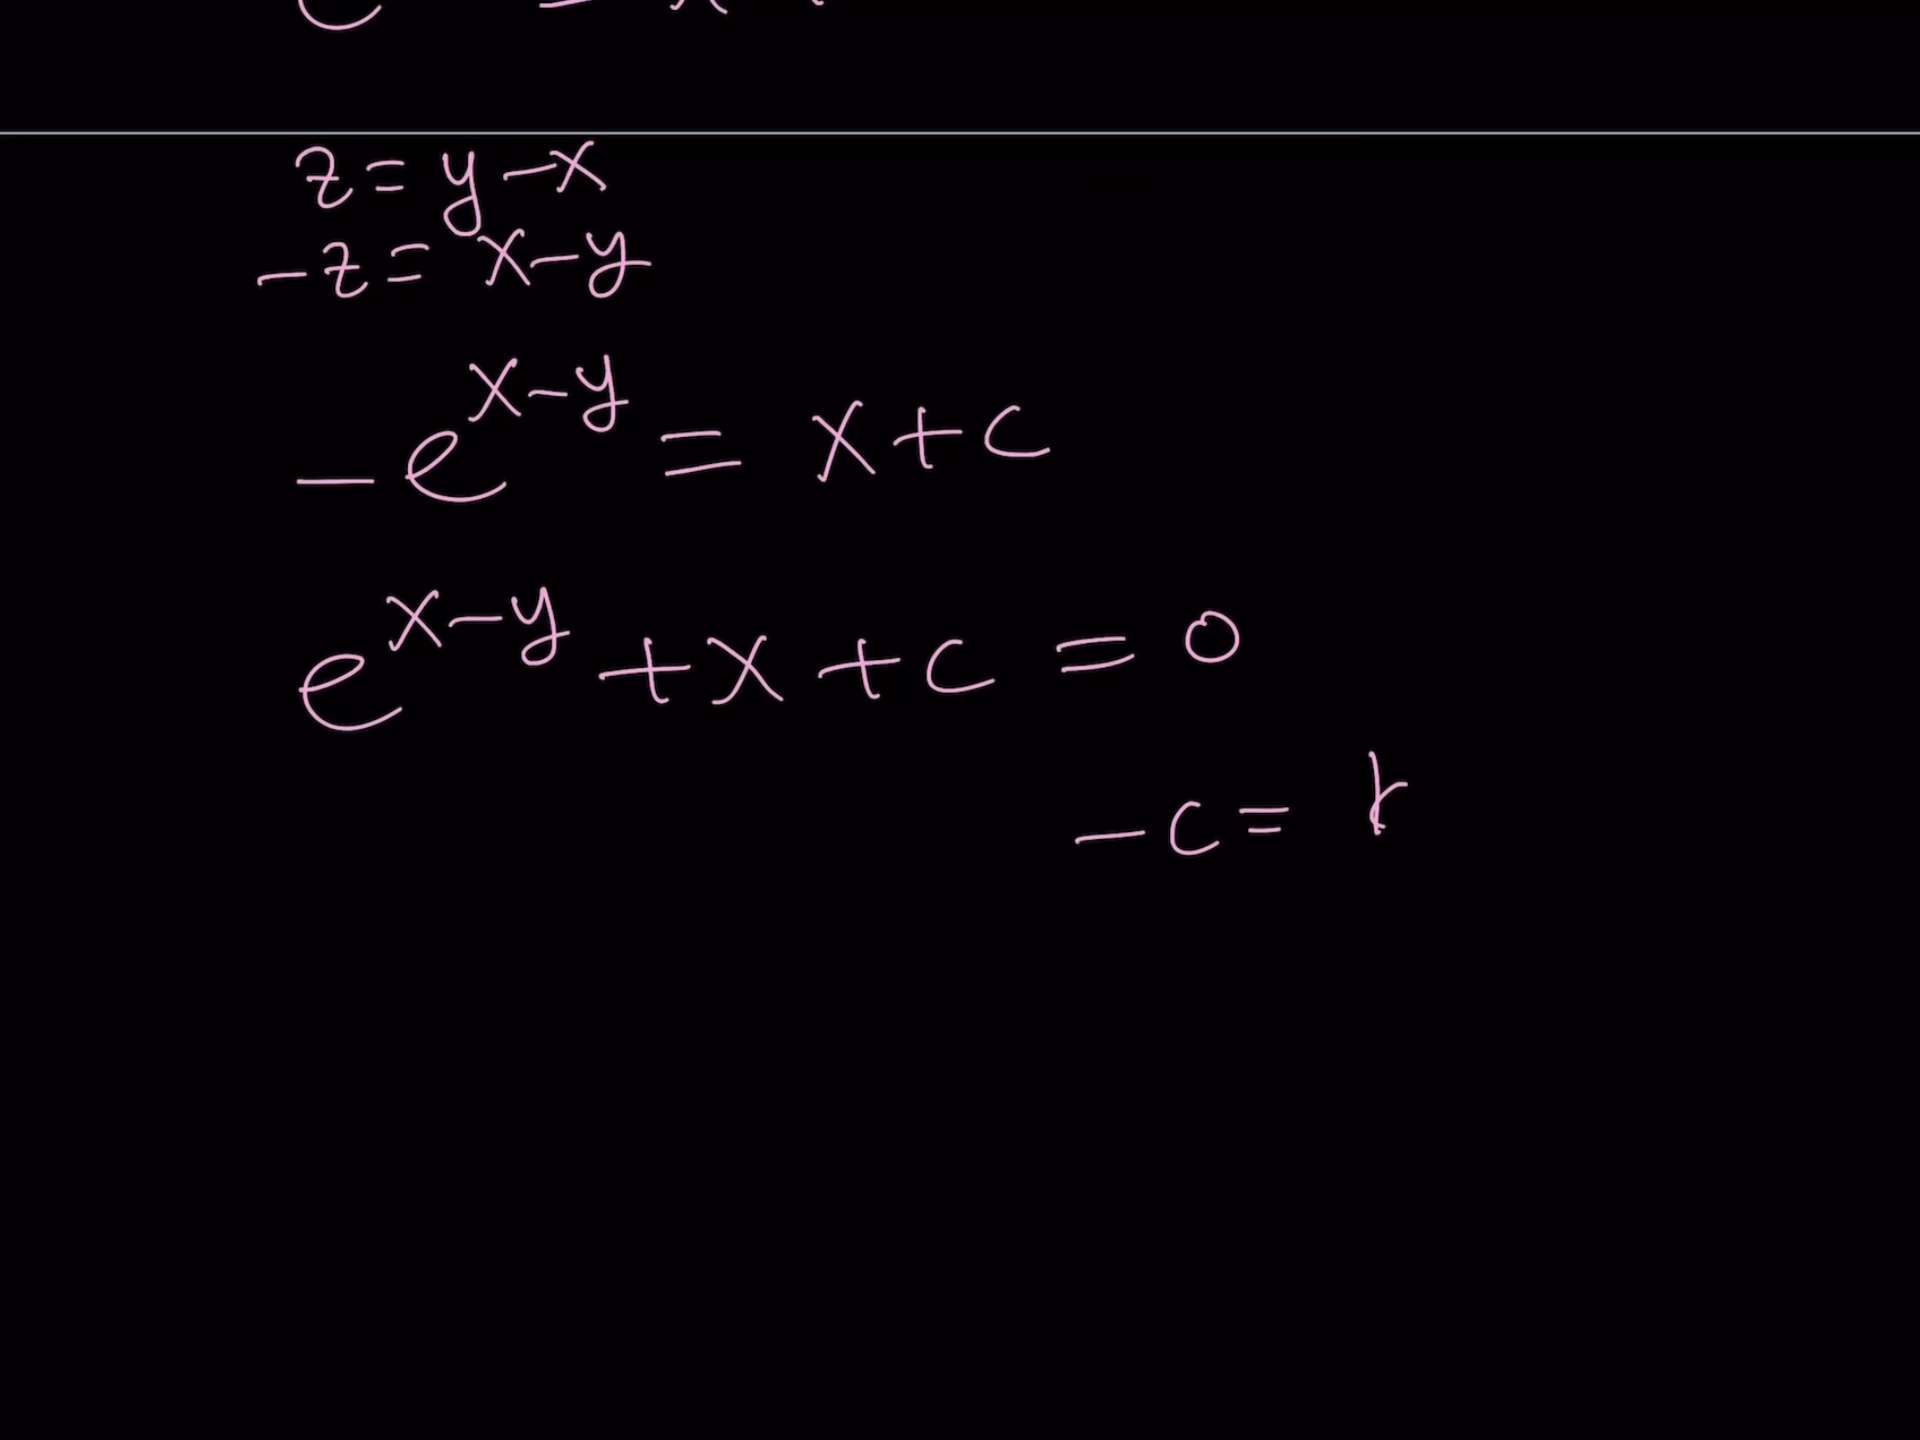 z = y - x
-z = x - y
-e^{x-y} = x + c
e^{x-y} + x + c = 0
-c =